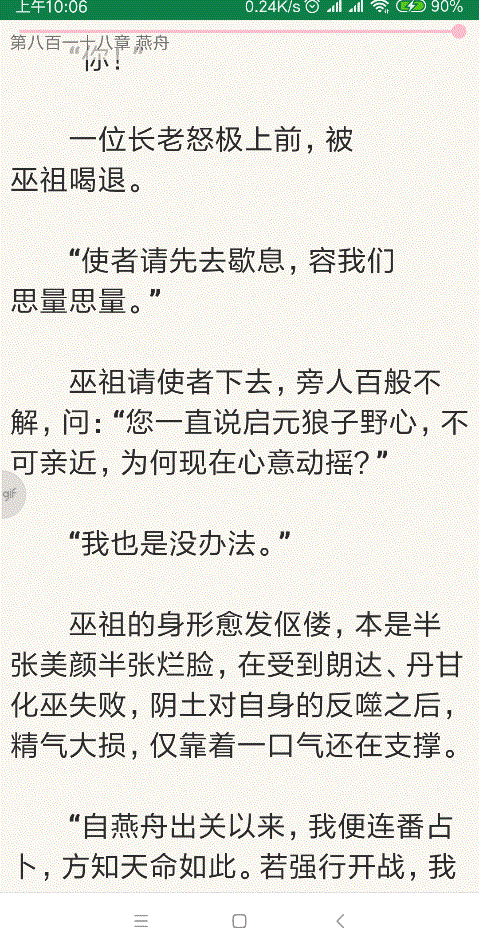 上午10:06 0.24K/s 90%
第八百一十八章 燕舟
“你！”
一位长老怒极上前，被
巫祖喝退。
“使者请先去歇息，容我们
思量思量。”
巫祖请使者下去，旁人百般不
解，问：“您一直说启元狼子野心，不
可亲近，为何现在心意动摇？”
gif
“我也是没办法。”
巫祖的身形愈发伛偻，本是半
张美颜半张烂脸，在受到朗达、丹甘
化巫失败，阴土对自身的反噬之后，
精气大损，仅靠着一口气还在支撑。
“自燕舟出关以来，我便连番占
卜，方知天命如此。若强行开战，我